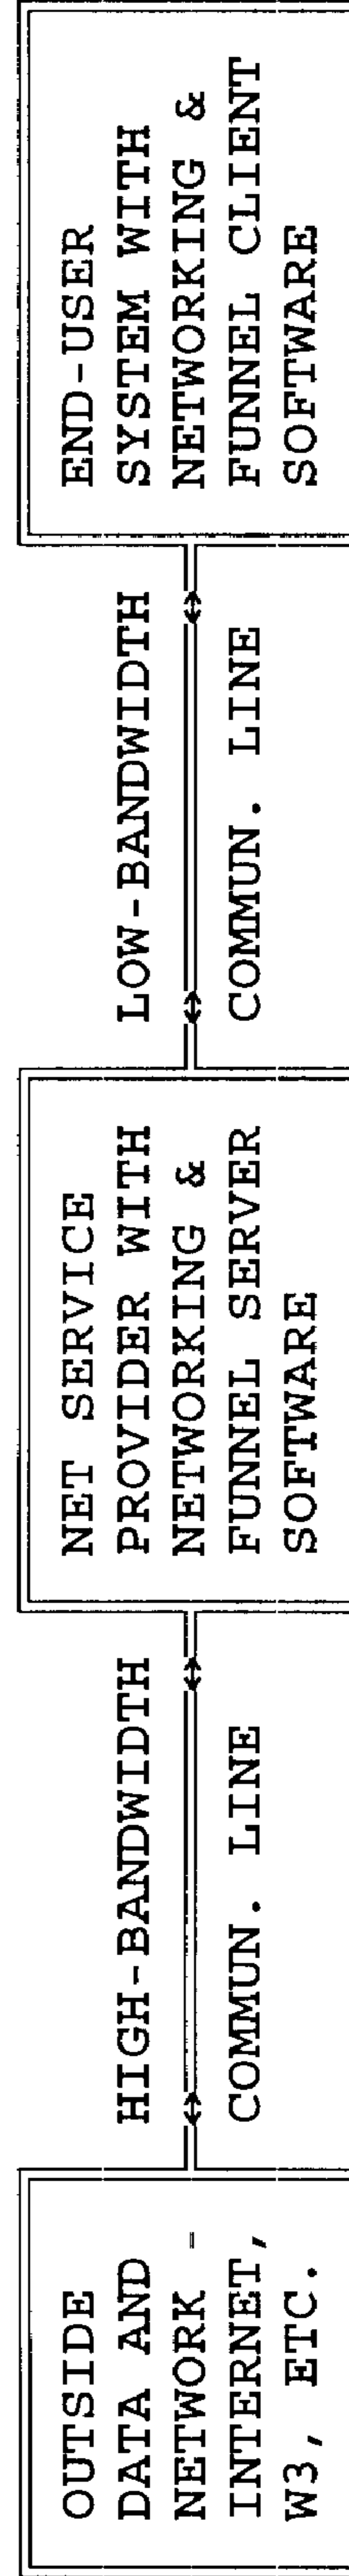 OUTSIDE
DATA AND
NETWORK -
INTERNET,
W3, ETC.
HIGH-BANDWIDTH
COMMUN. LINE
NET SERVICE
PROVIDER WITH
NETWORKING &
FUNNEL SERVER
SOFTWARE
LOW-BANDWIDTH
COMMUN. LINE
END-USER
SYSTEM WITH
NETWORKING &
FUNNEL CLIENT
SOFTWARE